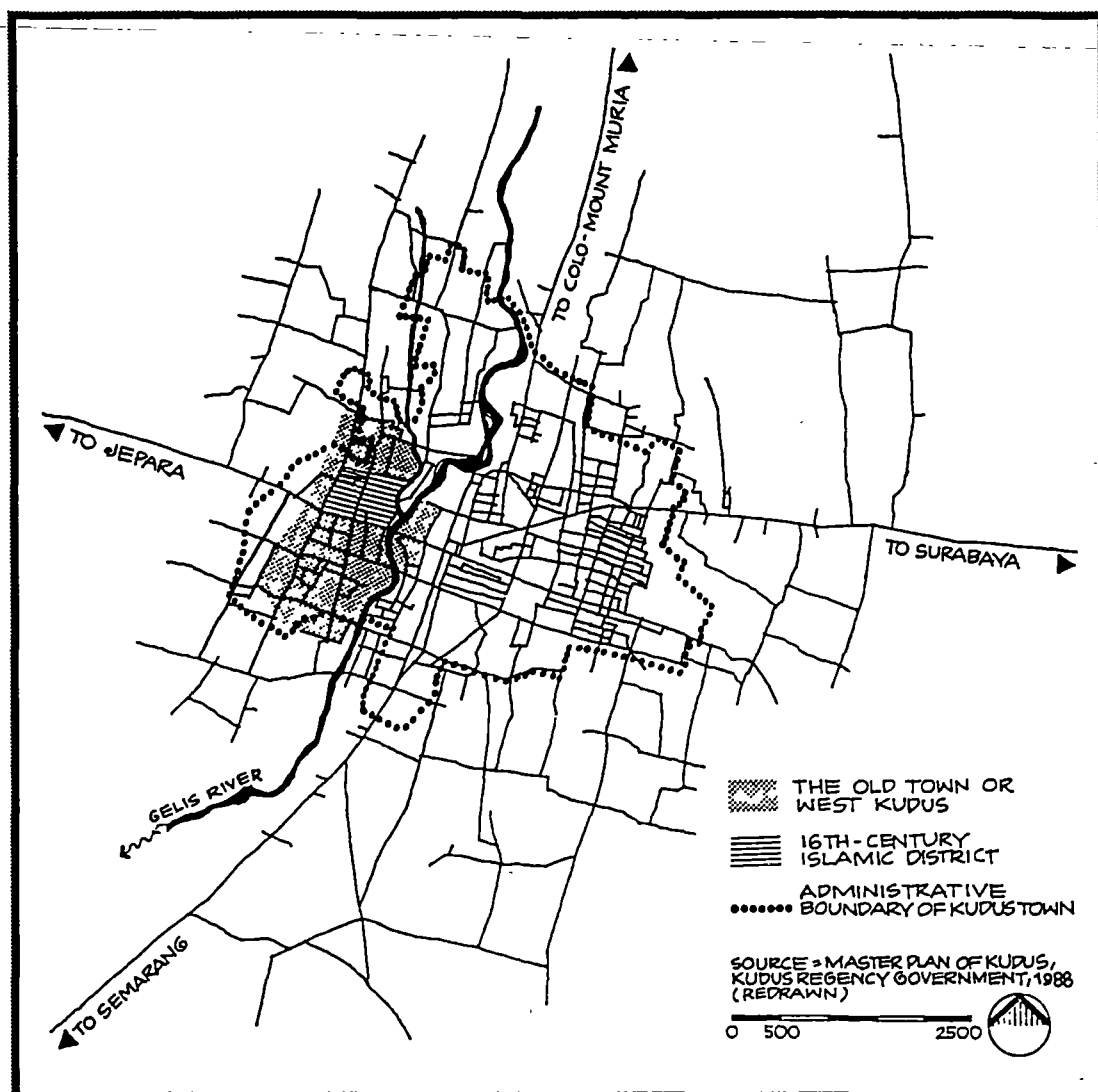 TO COLO-MOUNT MURIA
TO JEPARA
TO SURABAYA
GELIS RIVER
TO SEMARANG
THE OLD TOWN OR
WEST KUDUS
16TH-CENTURY
ISLAMIC DISTRICT
ADMINISTRATIVE
BOUNDARY OF KUDUS TOWN
SOURCE = MASTER PLAN OF KUDUS,
KUDUS REGENCY GOVERNMENT, 1988
(REDRAWN)
0 500 2500